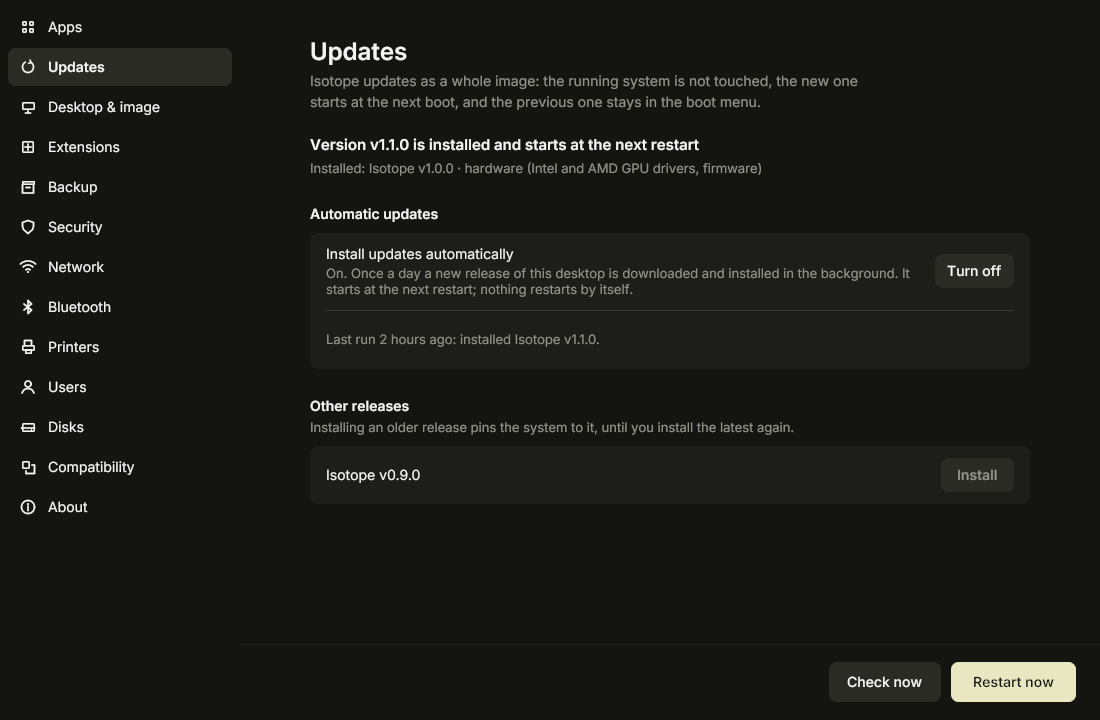 Apps
Updates
Desktop & image
Extensions
Backup
Security
Network
Bluetooth
Printers
Users
Disks
Compatibility
About
Updates
Isotope updates as a whole image: the running system is not touched, the new one
starts at the next boot, and the previous one stays in the boot menu.
Version v1.1.0 is installed and starts at the next restart
Installed: Isotope v1.0.0 · hardware (Intel and AMD GPU drivers, firmware)
Automatic updates
Install updates automatically
On. Once a day a new release of this desktop is downloaded and installed in the background. It
starts at the next restart; nothing restarts by itself.
Turn off
Last run 2 hours ago: installed Isotope v1.1.0.
Other releases
Installing an older release pins the system to it, until you install the latest again.
Isotope v0.9.0
Install
Check now
Restart now